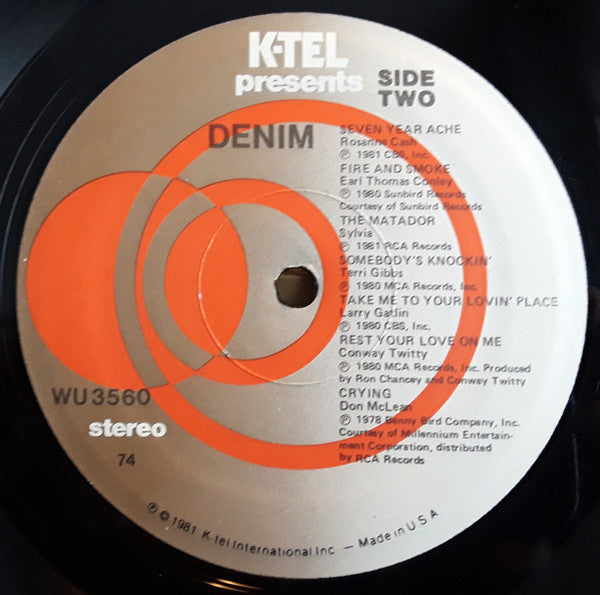 K-TEL
presents
SIDE
TWO
DENIM
SEVEN YEAR ACHE
Rosanne Cash
℗ 1981 CBS, Inc.
FIRE AND SMOKE
Earl Thomas Conley
℗ 1980 Sunbird Records
Courtesy of Sunbird Records
THE MATADOR
Sylvia
℗ 1981 RCA Records
SOMEBODY'S KNOCKIN'
Terri Gibbs
℗ 1980 MCA Records, Inc.
TAKE ME TO YOUR LOVIN' PLACE
Larry Gatlin
℗ 1980 CBS, Inc.
REST YOUR LOVE ON ME
Conway Twitty
℗ 1980 MCA Records, Inc. Produced
by Ron Chancey and Conway Twitty
CRYING
Don McLean
℗ 1978 Benny Bird Company, Inc.
Courtesy of Millennium Entertain-
ment Corporation, distributed
by RCA Records
WU 3560
stereo
74
℗ © 1981 K-tel International Inc. — Made in U.S.A